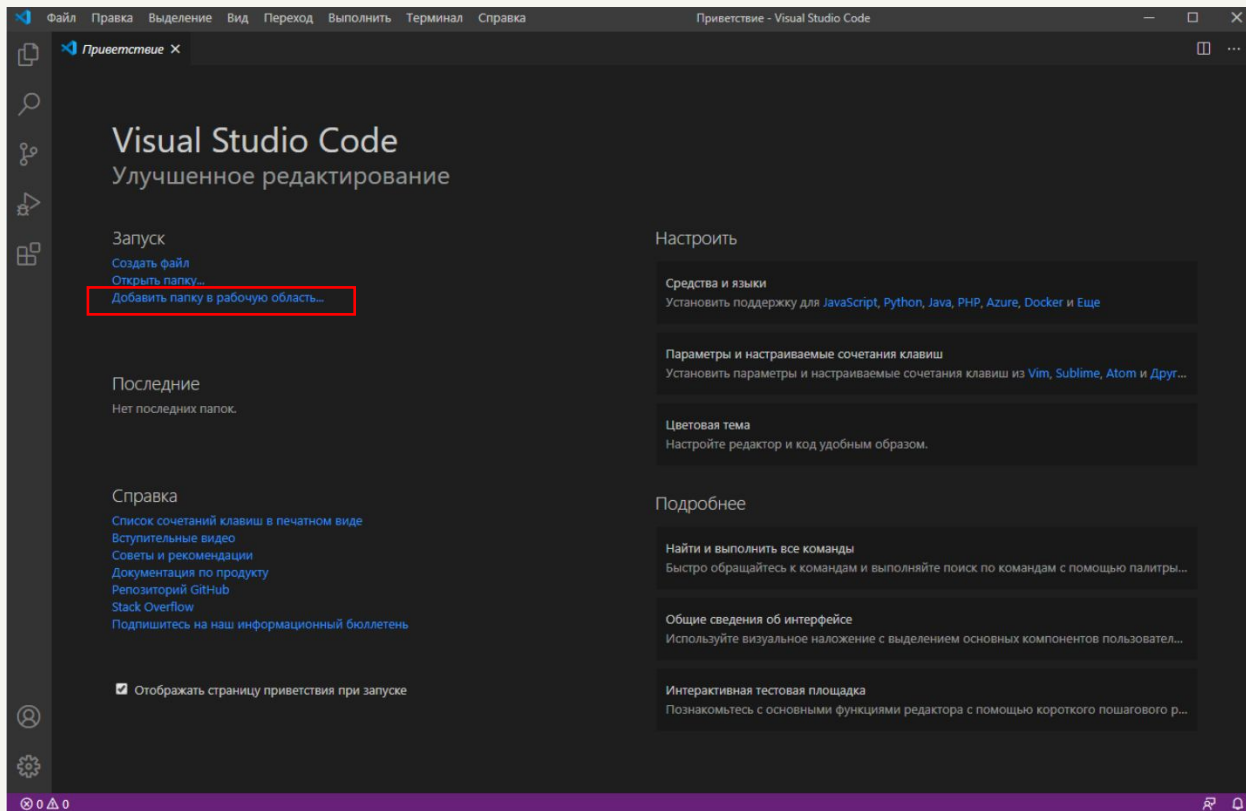 Файл Правка Выделение Вид Переход Выполнить Терминал Справка
Приветствие - Visual Studio Code
Приветствие
Visual Studio Code
Улучшенное редактирование
Запуск
Создать файл
Открыть папку...
Добавить папку в рабочую область...
Последние
Нет последних папок.
Справка
Список сочетаний клавиш в печатном виде
Вступительные видео
Советы и рекомендации
Документация по продукту
Репозиторий GitHub
Stack Overflow
Подпишитесь на наш информационный бюллетень
Отображать страницу приветствия при запуске
Настроить
Средства и языки
Установить поддержку для JavaScript, Python, Java, PHP, Azure, Docker и Еще
Параметры и настраиваемые сочетания клавиш
Установить параметры и настраиваемые сочетания клавиш из Vim, Sublime, Atom и Друг...
Цветовая тема
Настройте редактор и код удобным образом.
Подробнее
Найти и выполнить все команды
Быстро обращайтесь к командам и выполняйте поиск по командам с помощью палитры...
Общие сведения об интерфейсе
Используйте визуальное наложение с выделением основных компонентов пользовател...
Интерактивная тестовая площадка
Познакомьтесь с основными функциями редактора с помощью короткого пошагового р...
0 0